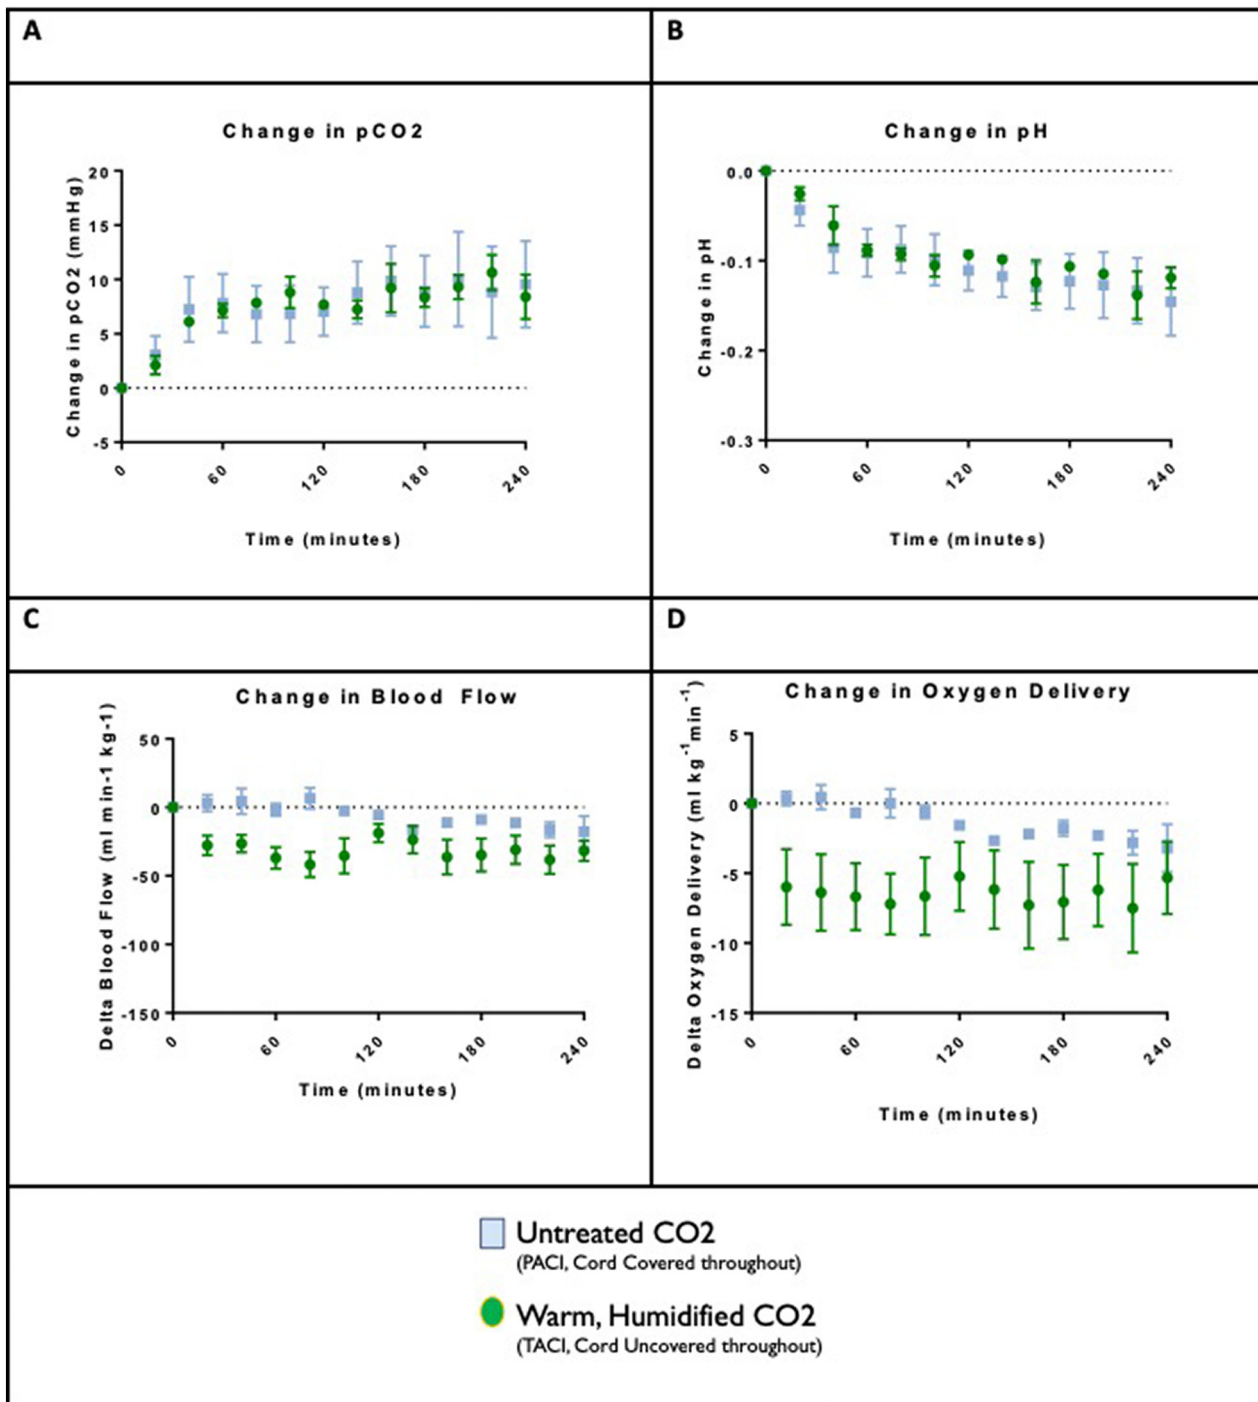 A
B
Change in pCO2
Change in pCO2 (mmHg)
20
15
10
5
0
-5
0
60
120
180
240
Time (minutes)
Change in pH
Change in pH
0.0
-0.1
-0.2
-0.3
0
60
120
180
240
Time (minutes)
C
D
Change in Blood Flow
Delta Blood Flow (ml min-1 kg-1)
50
0
-50
-100
-150
0
60
120
180
240
Time (minutes)
Change in Oxygen Delivery
Delta Oxygen Delivery (ml kg⁻¹min⁻¹)
5
0
-5
-10
-15
0
60
120
180
240
Time (minutes)
Untreated CO2
(PACI, Cord Covered throughout)
Warm, Humidified CO2
(TACI, Cord Uncovered throughout)